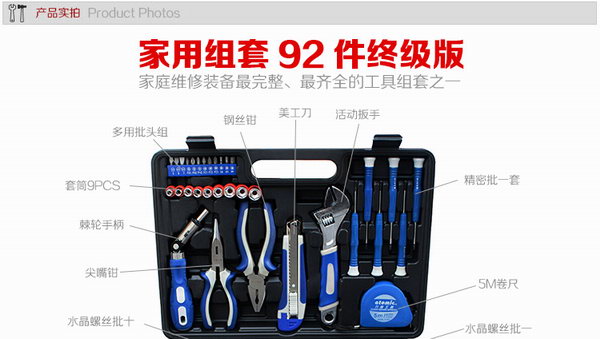 产品实拍 Product Photos
家用组套 92 件终级版
家庭维修装备最完整、最齐全的工具组套之一
美工刀
活动扳手
钢丝钳
多用批头组
套筒9PCS
精密批一套
棘轮手柄
尖嘴钳
5M卷尺
atomic
5m
水晶螺丝批十
水晶螺丝批一